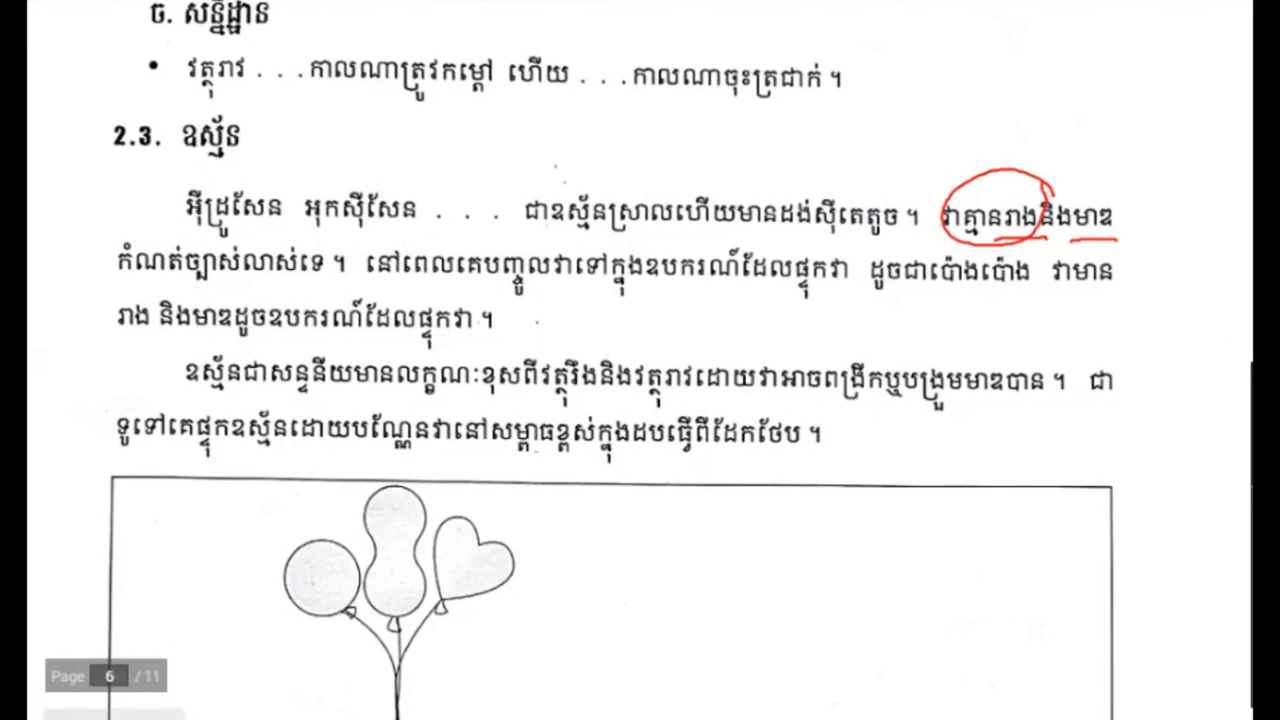 ច. សន្និដ្ឋាន
• វត្ថុរាវ . . . កាលណាត្រូវកម្ដៅ ហើយ . . . កាលណាចុះត្រជាក់ ។
2.3. ឧស្ម័ន
អ៊ីដ្រូសែន អុកស៊ីសែន . . . ជាឧស្ម័នស្រាលហើយមានដង់ស៊ីតេតូច ។ វាគ្មានរាងនិងមាឌ
កំណត់ច្បាស់លាស់ទេ ។ នៅពេលគេបញ្ចូលវាទៅក្នុងឧបករណ៍ដែលផ្ទុកវា ដូចជាប៉ោងប៉ោង វាមាន
រាង និងមាឌដូចឧបករណ៍ដែលផ្ទុកវា ។
ឧស្ម័នជាសន្ទនីយមានលក្ខណៈខុសពីវត្ថុរឹងនិងវត្ថុរាវដោយវាអាចពង្រីកឬបង្រួមមាឌបាន ។ ជា
ទូទៅគេផ្ទុកឧស្ម័នដោយបណ្ណែនវានៅសម្ពាធខ្ពស់ក្នុងដបធ្វើពីដែកថែប ។
Page 6 / 11